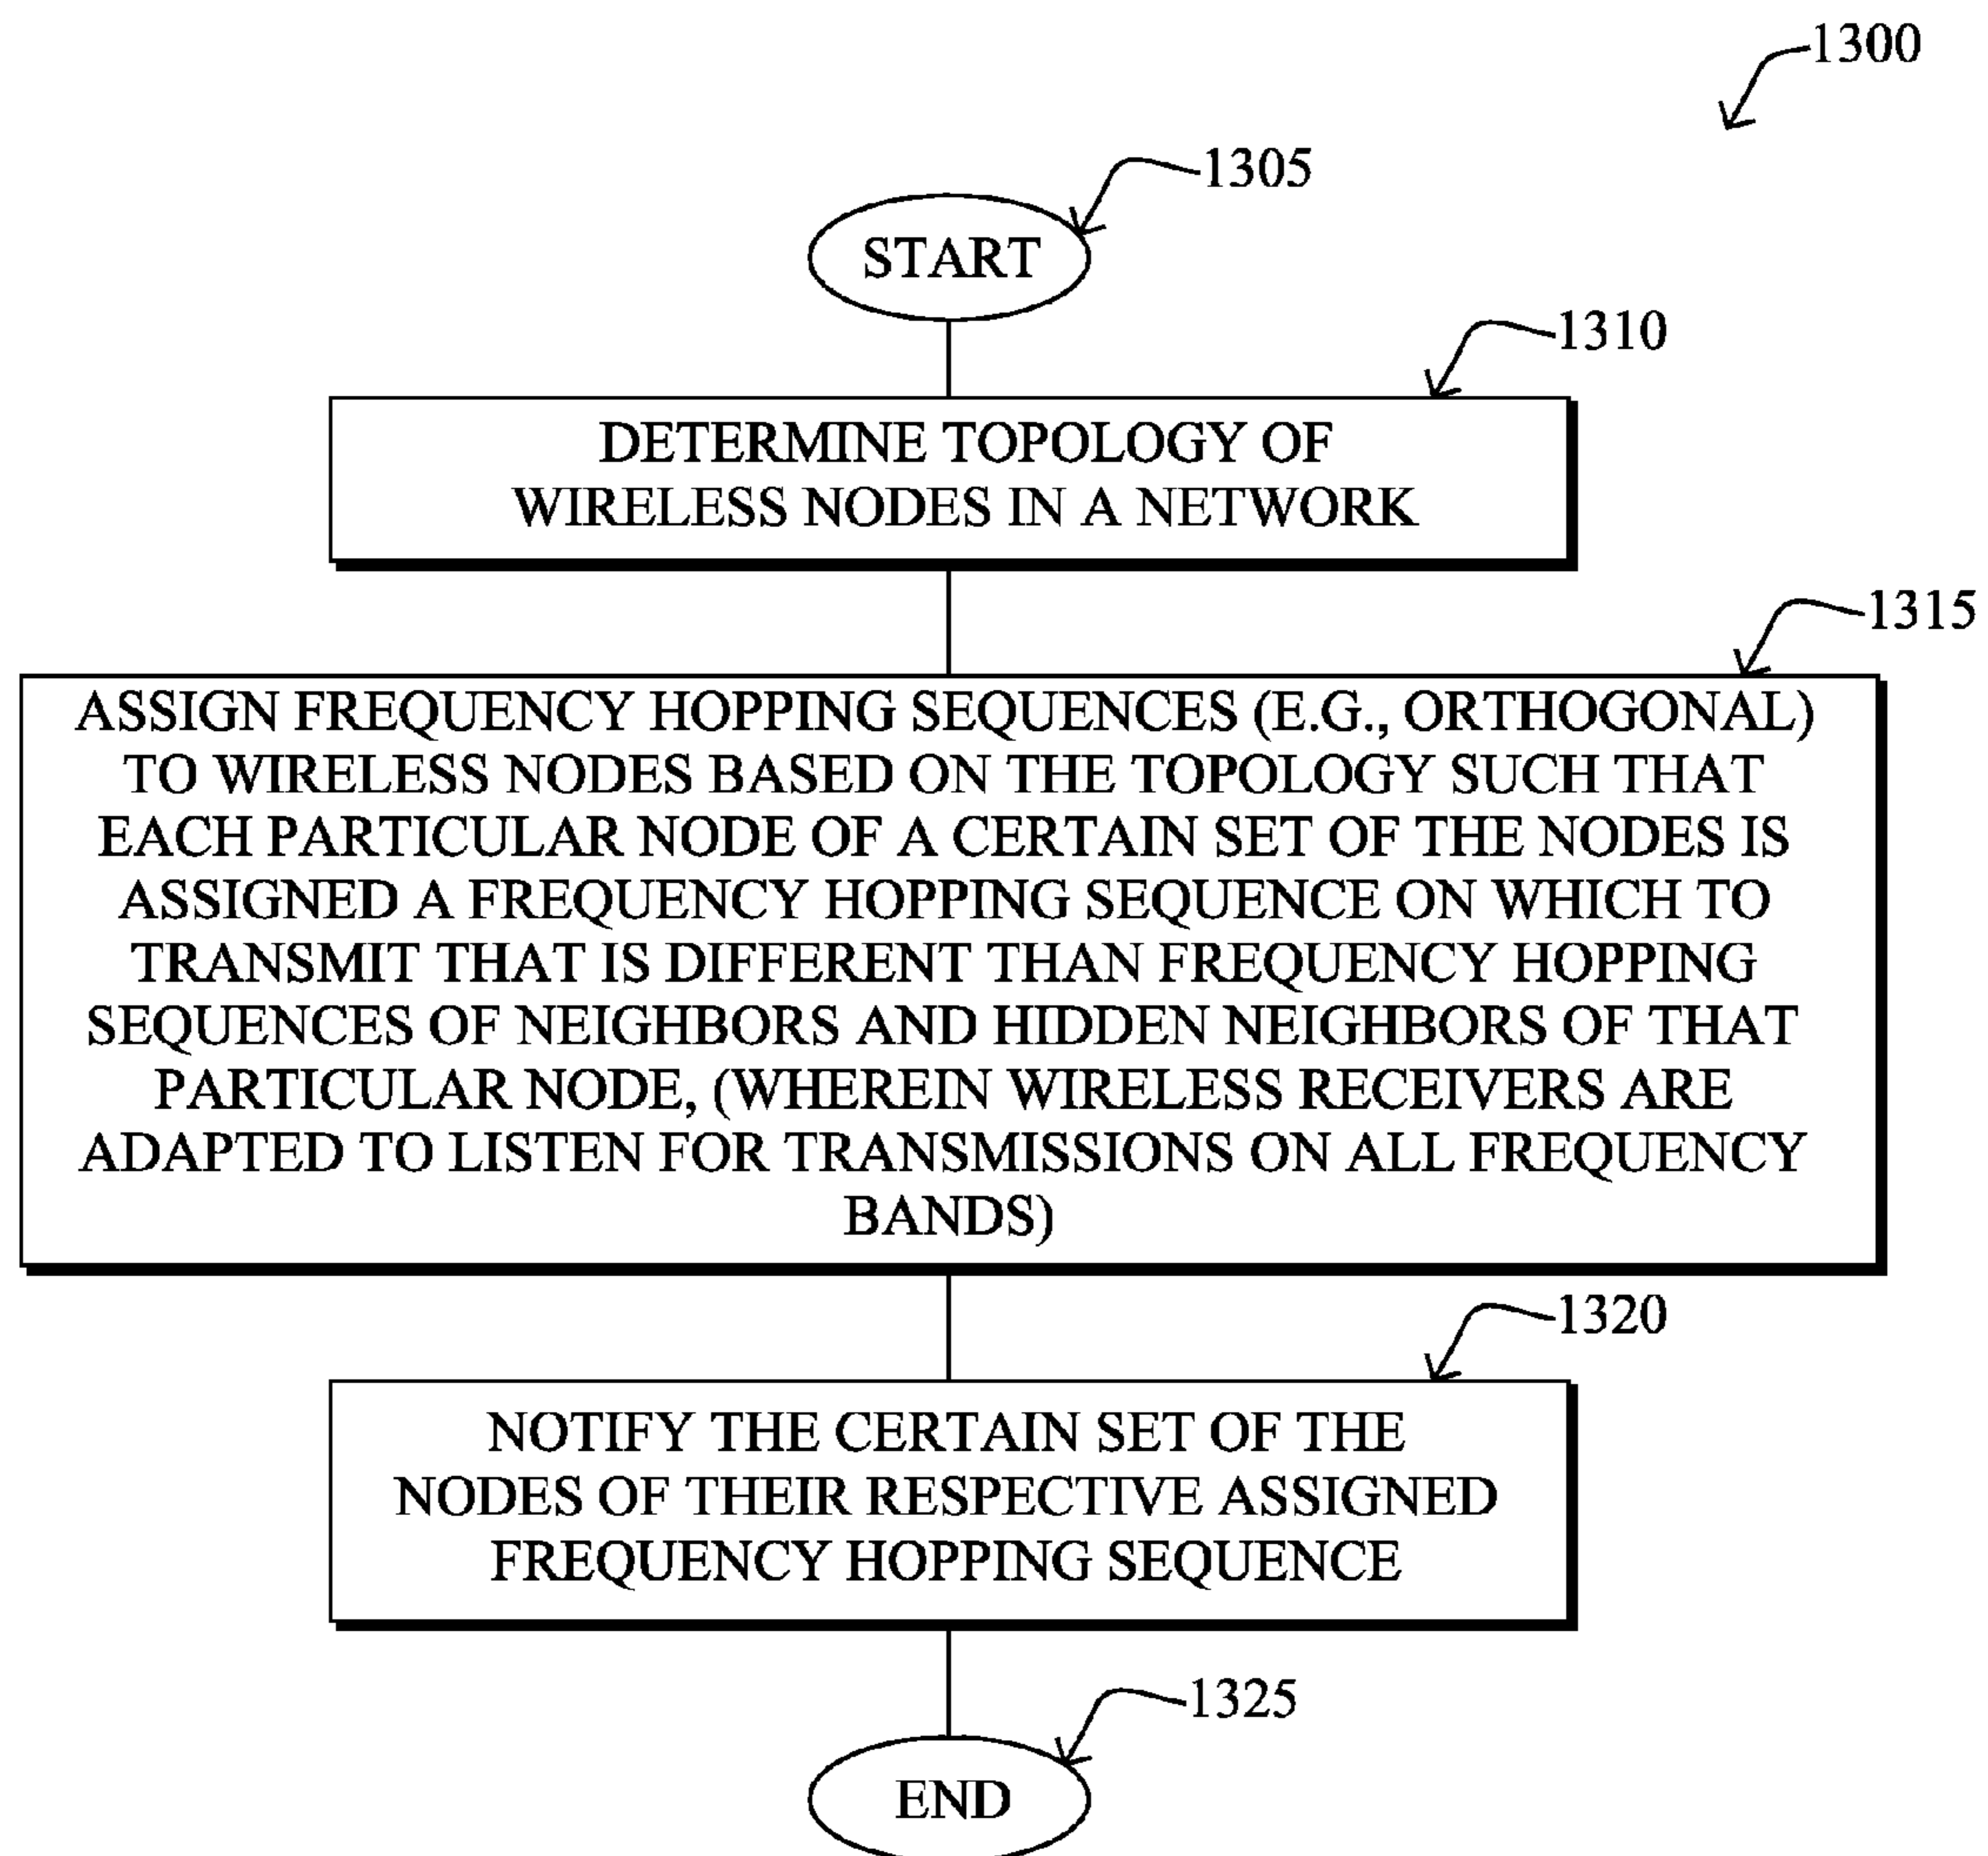 1300
1305
START
1310
DETERMINE TOPOLOGY OF
WIRELESS NODES IN A NETWORK
1315
ASSIGN FREQUENCY HOPPING SEQUENCES (E.G., ORTHOGONAL)
TO WIRELESS NODES BASED ON THE TOPOLOGY SUCH THAT
EACH PARTICULAR NODE OF A CERTAIN SET OF THE NODES IS
ASSIGNED A FREQUENCY HOPPING SEQUENCE ON WHICH TO
TRANSMIT THAT IS DIFFERENT THAN FREQUENCY HOPPING
SEQUENCES OF NEIGHBORS AND HIDDEN NEIGHBORS OF THAT
PARTICULAR NODE, (WHEREIN WIRELESS RECEIVERS ARE
ADAPTED TO LISTEN FOR TRANSMISSIONS ON ALL FREQUENCY
BANDS)
1320
NOTIFY THE CERTAIN SET OF THE
NODES OF THEIR RESPECTIVE ASSIGNED
FREQUENCY HOPPING SEQUENCE
1325
END